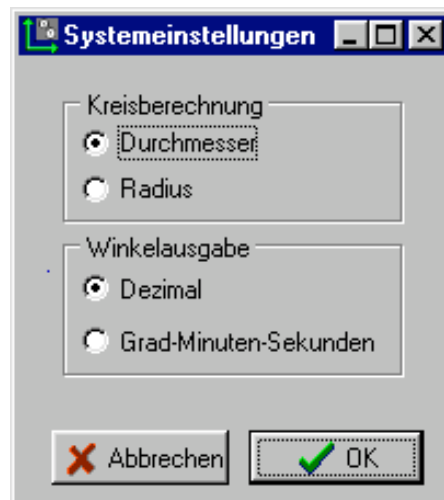 Systemeinstellungen
Kreisberechnung
Durchmesser
Radius
Winkelausgabe
Dezimal
Grad-Minuten-Sekunden
Abbrechen
OK